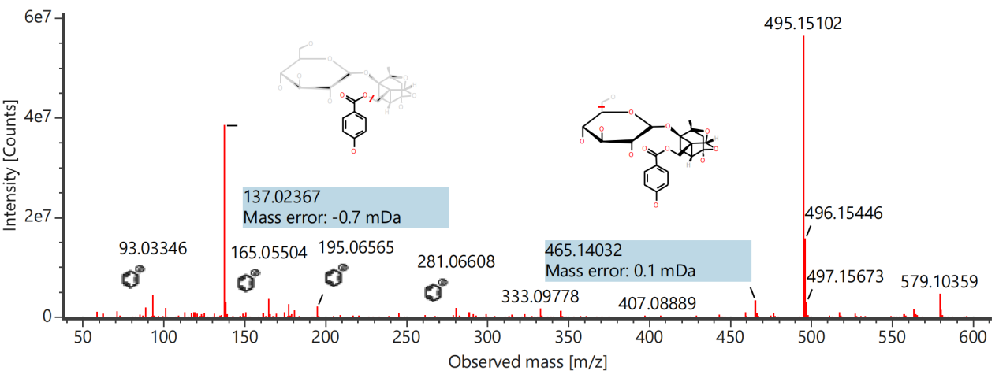 6e7
4e7
2e7
0
Intensity [Counts]
495.15102
496.15446
497.15673
579.10359
137.02367
Mass error: -0.7 mDa
93.03346
165.05504
195.06565
281.06608
333.09778
407.08889
465.14032
Mass error: 0.1 mDa
O
O
O
O
O
O
O
O
O
O
H
O
O
H
O
O
O
O
O
O
O
O
O
O
O
H
O
O
H
50 100 150 200 250 300 350 400 450 500 550 600
Observed mass [m/z]